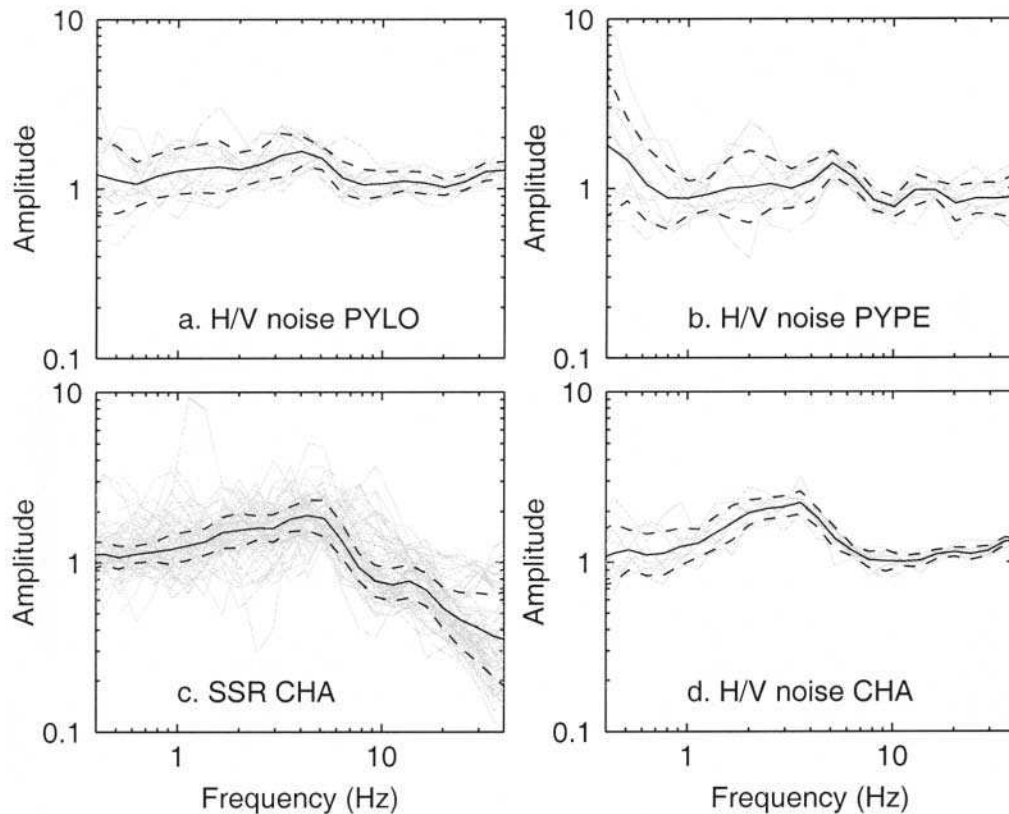 10
1
0.1
Amplitude
a. H/V noise PYLO
10
1
0.1
Amplitude
b. H/V noise PYPE
10
1
0.1
Amplitude
c. SSR CHA
1
10
Frequency (Hz)
10
1
0.1
Amplitude
d. H/V noise CHA
1
10
Frequency (Hz)